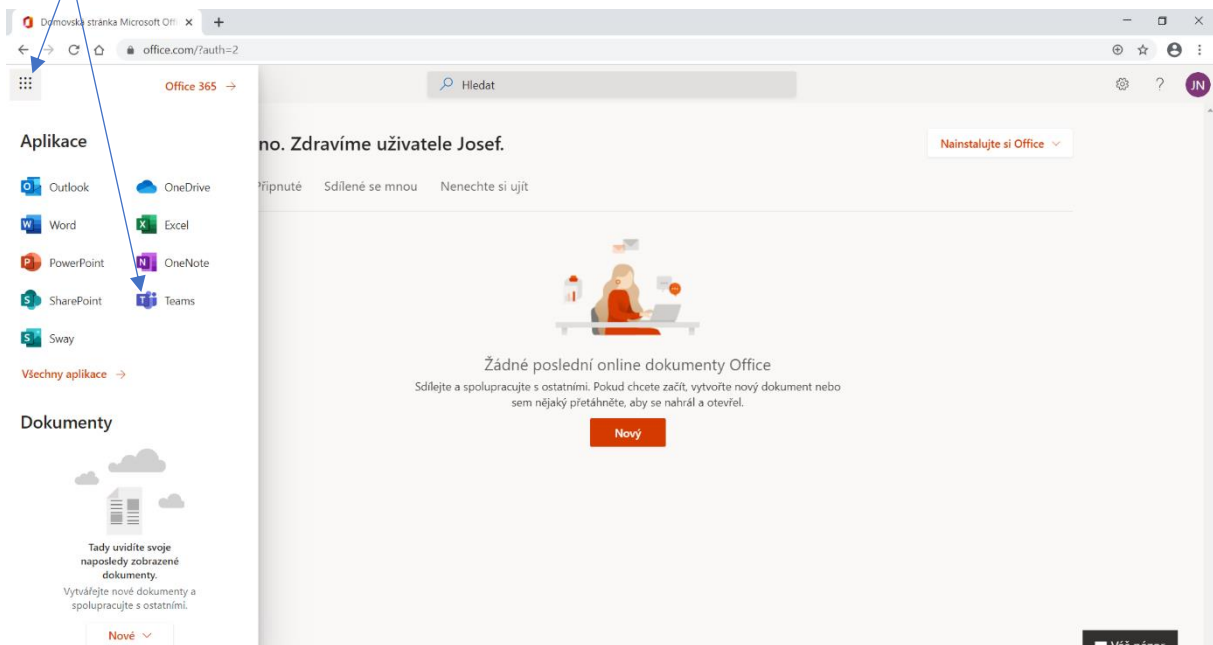 Domovská stránka Microsoft Offi
office.com/?auth=2
Office 365 →
Hledat
?
JN
Aplikace
no. Zdravíme uživatele Josef.
Nainstalujte si Office
Outlook
OneDrive
Připnuté
Sdílené se mnou
Nenechte si ujít
Word
Excel
PowerPoint
OneNote
SharePoint
Teams
Sway
Všechny aplikace →
Žádné poslední online dokumenty Office
Sdílejte a spolupracujte s ostatními. Pokud chcete začít, vytvořte nový dokument nebo
sem nějaký přetáhněte, aby se nahrál a otevřel.
Nový
Dokumenty
Tady uvidíte svoje
naposledy zobrazené
dokumenty.
Vytvářejte nové dokumenty a
spolupracujte s ostatními.
Nové